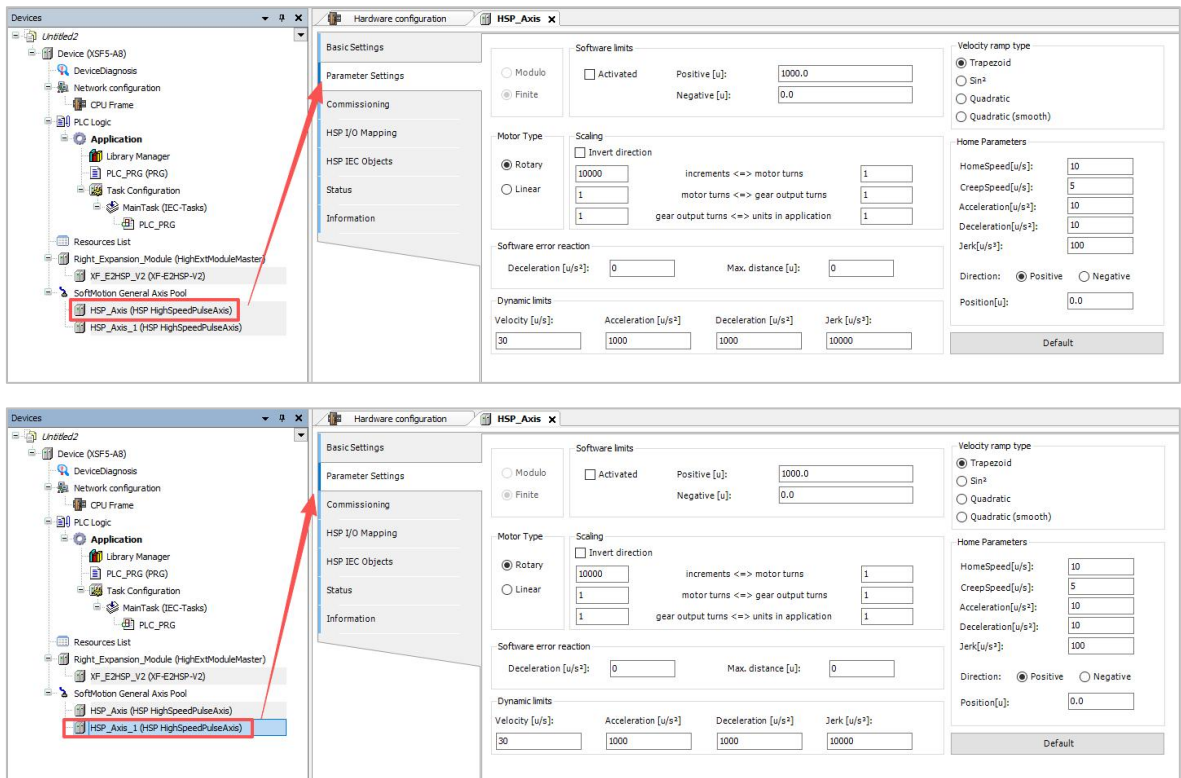 Devices
Untitled2
Device (XSF5-A8)
DeviceDiagnosis
Network configuration
CPU Frame
PLC Logic
Application
Library Manager
PLC_PRG (PRG)
Task Configuration
MainTask (IEC-Tasks)
PLC_PRG
Resources List
Right_Expansion_Module (HighExtModuleMaster)
XF_E2HSP_V2 (XF-E2HSP-V2)
SoftMotion General Axis Pool
HSP_Axis (HSP HighSpeedPulseAxis)
HSP_Axis_1 (HSP HighSpeedPulseAxis)
Hardware configuration
HSP_Axis
Basic Settings
Parameter Settings
Commissioning
HSP I/O Mapping
HSP IEC Objects
Status
Information
Modulo
Finite
Software limits
Activated Positive [u]: 1000.0
Negative [u]: 0.0
Motor Type
Rotary
Linear
Scaling
Invert direction
10000 increments <=> motor turns 1
1 motor turns <=> gear output turns 1
1 gear output turns <=> units in application 1
Software error reaction
Deceleration [u/s²]: 0 Max. distance [u]: 0
Dynamic limits
Velocity [u/s]: Acceleration [u/s²] Deceleration [u/s²] Jerk [u/s³]:
30 1000 1000 10000
Velocity ramp type
Trapezoid
Sin²
Quadratic
Quadratic (smooth)
Home Parameters
HomeSpeed[u/s]: 10
CreepSpeed[u/s]: 5
Acceleration[u/s²]: 10
Deceleration[u/s²]: 10
Jerk[u/s³]: 100
Direction: Positive Negative
Position[u]: 0.0
Default
Devices
Untitled2
Device (XSF5-A8)
DeviceDiagnosis
Network configuration
CPU Frame
PLC Logic
Application
Library Manager
PLC_PRG (PRG)
Task Configuration
MainTask (IEC-Tasks)
PLC_PRG
Resources List
Right_Expansion_Module (HighExtModuleMaster)
XF_E2HSP_V2 (XF-E2HSP-V2)
SoftMotion General Axis Pool
HSP_Axis (HSP HighSpeedPulseAxis)
HSP_Axis_1 (HSP HighSpeedPulseAxis)
Hardware configuration
HSP_Axis
Basic Settings
Parameter Settings
Commissioning
HSP I/O Mapping
HSP IEC Objects
Status
Information
Modulo
Finite
Software limits
Activated Positive [u]: 1000.0
Negative [u]: 0.0
Motor Type
Rotary
Linear
Scaling
Invert direction
10000 increments <=> motor turns 1
1 motor turns <=> gear output turns 1
1 gear output turns <=> units in application 1
Software error reaction
Deceleration [u/s²]: 0 Max. distance [u]: 0
Dynamic limits
Velocity [u/s]: Acceleration [u/s²] Deceleration [u/s²] Jerk [u/s³]:
30 1000 1000 10000
Velocity ramp type
Trapezoid
Sin²
Quadratic
Quadratic (smooth)
Home Parameters
HomeSpeed[u/s]: 10
CreepSpeed[u/s]: 5
Acceleration[u/s²]: 10
Deceleration[u/s²]: 10
Jerk[u/s³]: 100
Direction: Positive Negative
Position[u]: 0.0
Default